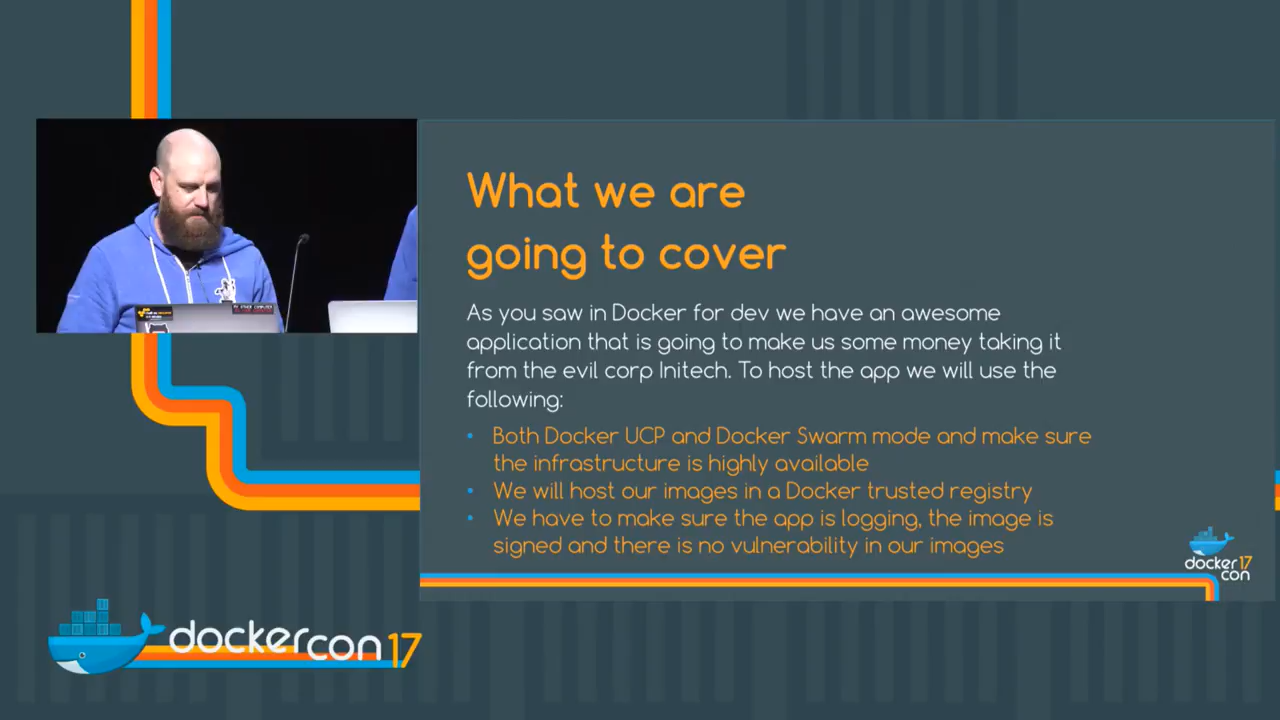 What we are
going to cover
As you saw in Docker for dev we have an awesome
application that is going to make us some money taking it
from the evil corp Initech. To host the app we will use the
following:
• Both Docker UCP and Docker Swarm mode and make sure
the infrastructure is highly available
• We will host our images in a Docker trusted registry
• We have to make sure the app is logging, the image is
signed and there is no vulnerability in our images
docker 17
con
dockercon 17